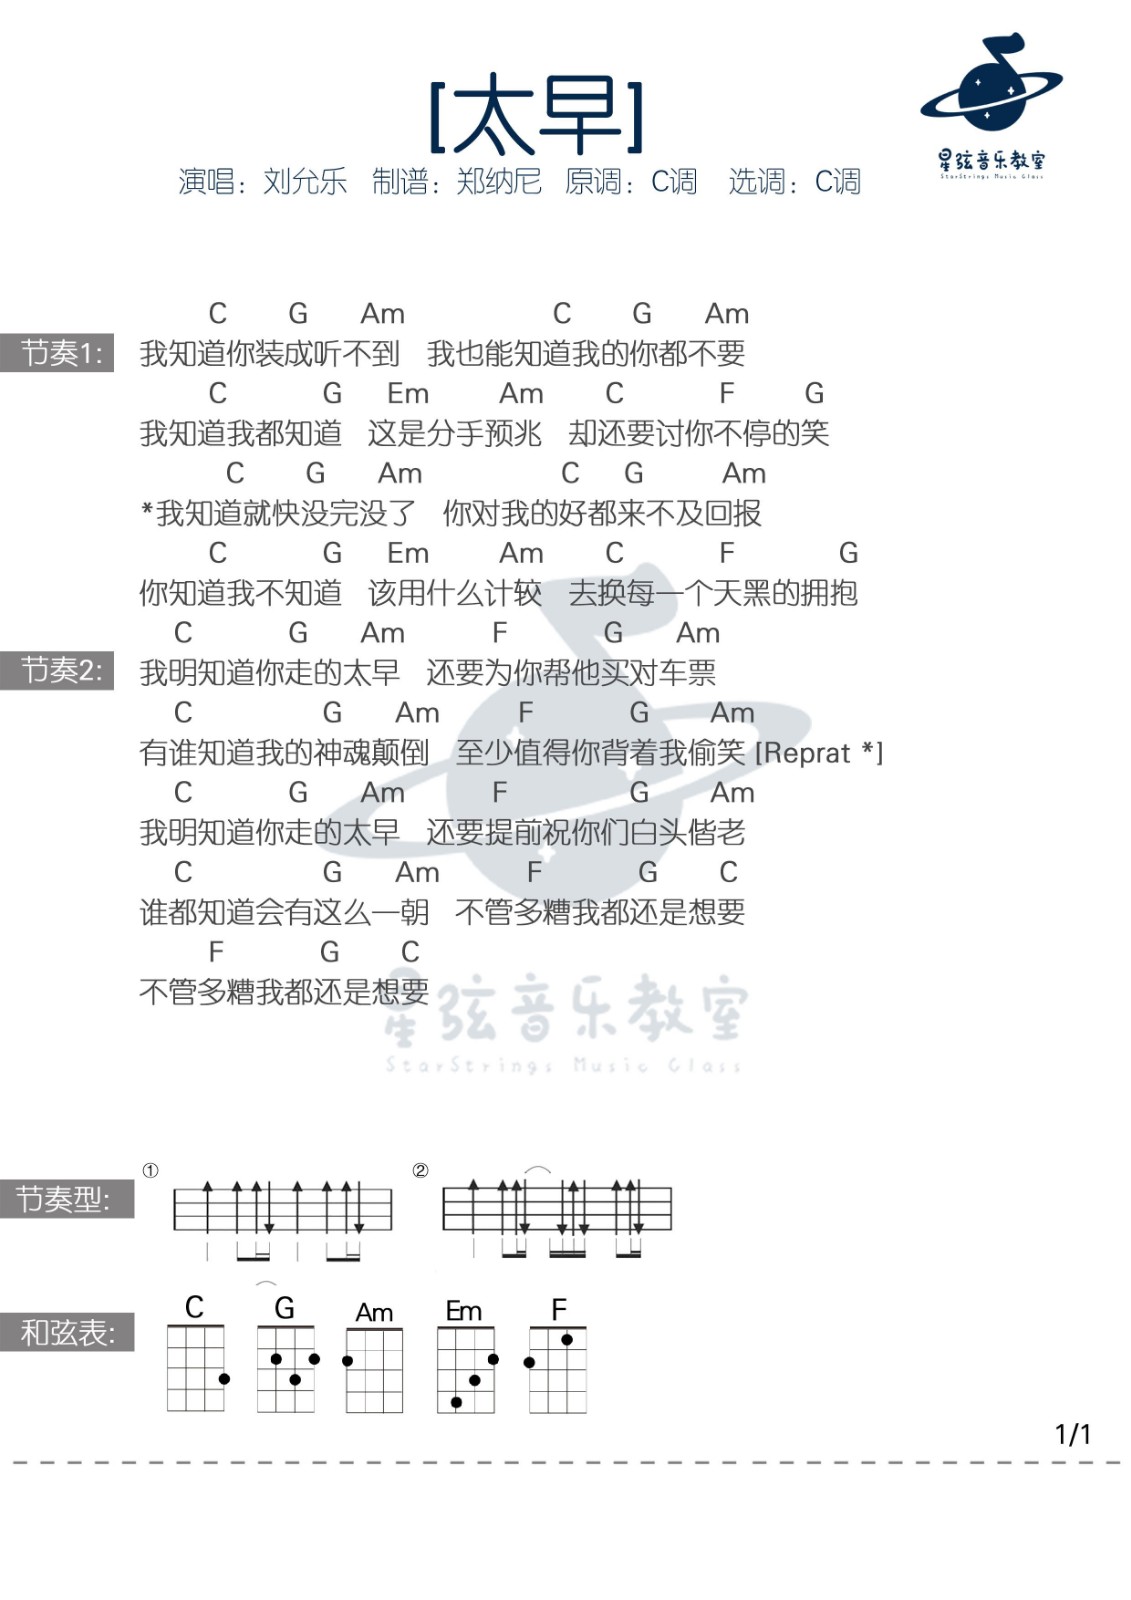 [太早]
星弦音乐教室
StarStrings Music Class
演唱：刘允乐 制谱：郑纳尼 原调：C调 选调：C调
C G Am C G Am
节奏1: 我知道你装成听不到 我也能知道我的你都不要
C G Em Am C F G
我知道我都知道 这是分手预兆 却还要讨你不停的笑
C G Am C G Am
*我知道就快没完没了 你对我的好都来不及回报
C G Em Am C F G
你知道我不知道 该用什么计较 去换每一个天黑的拥抱
C G Am F G Am
节奏2: 我明知道你走的太早 还要为你帮他买对车票
C G Am F G Am
有谁知道我的神魂颠倒 至少值得你背着我偷笑 [Reprat *]
C G Am F G Am
我明知道你走的太早 还要提前祝你们白头偕老
C G Am F G C
谁都知道会有这么一朝 不管多糟我都还是想要
F G C
不管多糟我都还是想要
星弦音乐教室
StarStrings Music Class
① ②
节奏型:
C G Am Em F
和弦表:
1/1